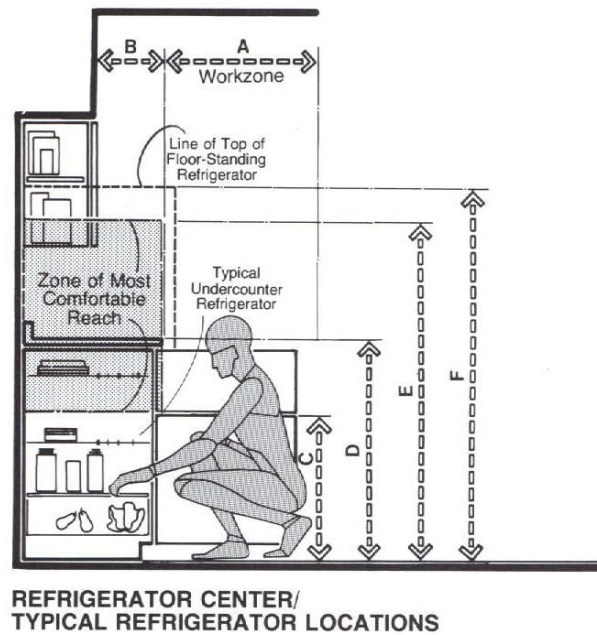 B
A
Workzone
Line of Top of
Floor-Standing
Refrigerator
Zone of Most
Comfortable
Reach
Typical
Undercounter
Refrigerator
C
D
E
F
REFRIGERATOR CENTER/
TYPICAL REFRIGERATOR LOCATIONS